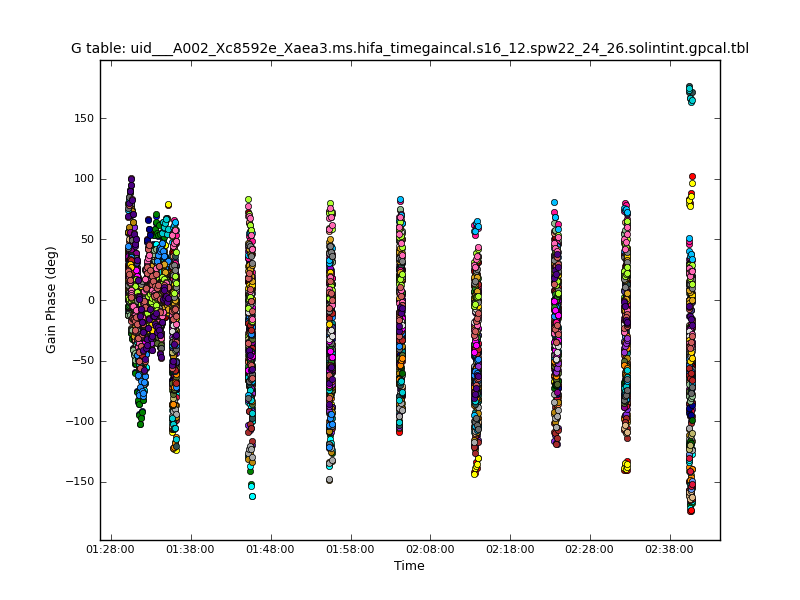 G table: uid___A002_Xc8592e_Xaea3.ms.hifa_timegaincal.s16_12.spw22_24_26.solintint.gpcal.tbl
Gain Phase (deg)
150
100
50
0
−50
−100
−150
01:28:00 01:38:00 01:48:00 01:58:00 02:08:00 02:18:00 02:28:00 02:38:00
Time